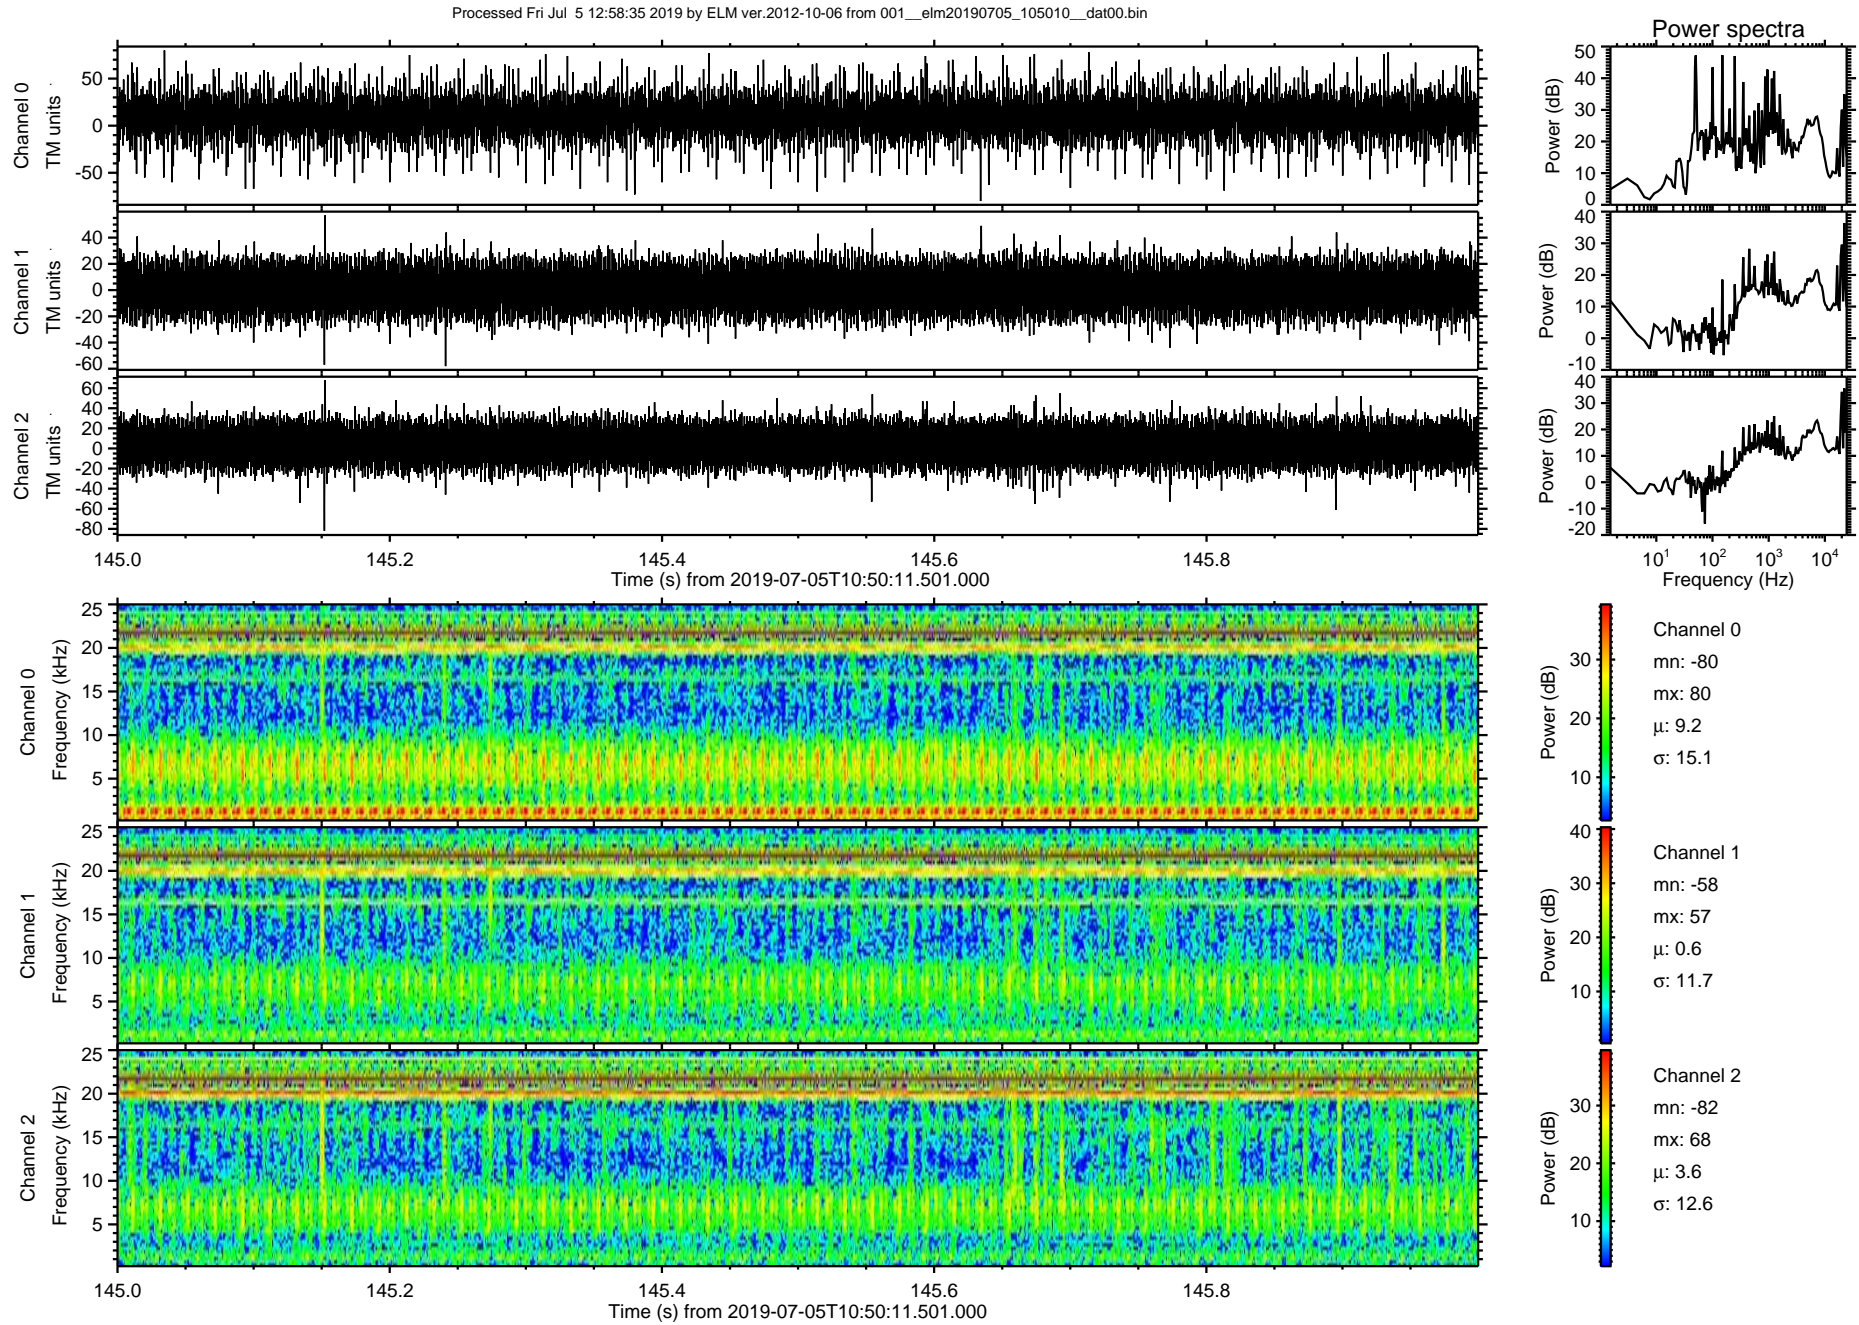 Processed Fri Jul  5 12:58:35 2019 by ELM ver.2012-10-06 from 001__elm20190705_105010__dat00.bin
Power spectra
Channel 0
TM units
50
0
-50
Power (dB)
50
40
30
20
10
0
Channel 1
TM units
40
20
0
-20
-40
-60
Power (dB)
40
30
20
10
0
-10
Channel 2
TM units
60
40
20
0
-20
-40
-60
-80
Power (dB)
40
30
20
10
0
-10
-20
145.0 145.2 145.4 145.6 145.8
Time (s) from 2019-07-05T10:50:11.501.000
10^1 10^2 10^3 10^4
Frequency (Hz)
Channel 0
Frequency (kHz)
25
20
15
10
5
Power (dB)
30
20
10
Channel 0
mn: -80
mx: 80
μ: 9.2
σ: 15.1
Channel 1
Frequency (kHz)
25
20
15
10
5
Power (dB)
40
30
20
10
Channel 1
mn: -58
mx: 57
μ: 0.6
σ: 11.7
Channel 2
Frequency (kHz)
25
20
15
10
5
Power (dB)
30
20
10
Channel 2
mn: -82
mx: 68
μ: 3.6
σ: 12.6
145.0 145.2 145.4 145.6 145.8
Time (s) from 2019-07-05T10:50:11.501.000